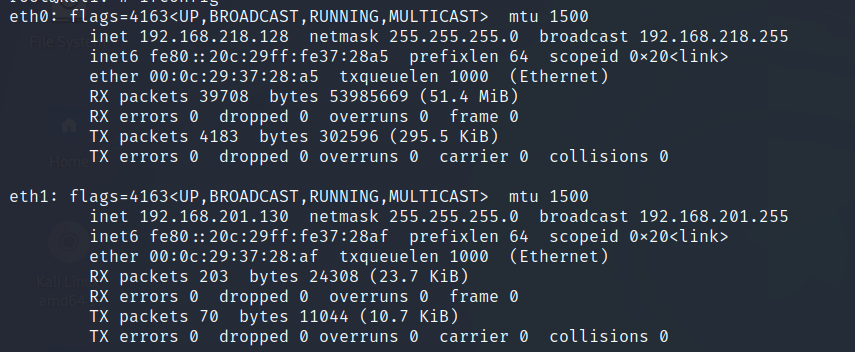 eth0: flags=4163<UP,BROADCAST,RUNNING,MULTICAST>  mtu 1500
        inet 192.168.218.128  netmask 255.255.255.0  broadcast 192.168.218.255
        inet6 fe80::20c:29ff:fe37:28a5  prefixlen 64  scopeid 0×20<link>
        ether 00:0c:29:37:28:a5  txqueuelen 1000  (Ethernet)
        RX packets 39708  bytes 53985669 (51.4 MiB)
        RX errors 0  dropped 0  overruns 0  frame 0
        TX packets 4183  bytes 302596 (295.5 KiB)
        TX errors 0  dropped 0 overruns 0  carrier 0  collisions 0
eth1: flags=4163<UP,BROADCAST,RUNNING,MULTICAST>  mtu 1500
        inet 192.168.201.130  netmask 255.255.255.0  broadcast 192.168.201.255
        inet6 fe80::20c:29ff:fe37:28af  prefixlen 64  scopeid 0×20<link>
        ether 00:0c:29:37:28:af  txqueuelen 1000  (Ethernet)
        RX packets 203  bytes 24308 (23.7 KiB)
        RX errors 0  dropped 0  overruns 0  frame 0
        TX packets 70  bytes 11044 (10.7 KiB)
        TX errors 0  dropped 0 overruns 0  carrier 0  collisions 0